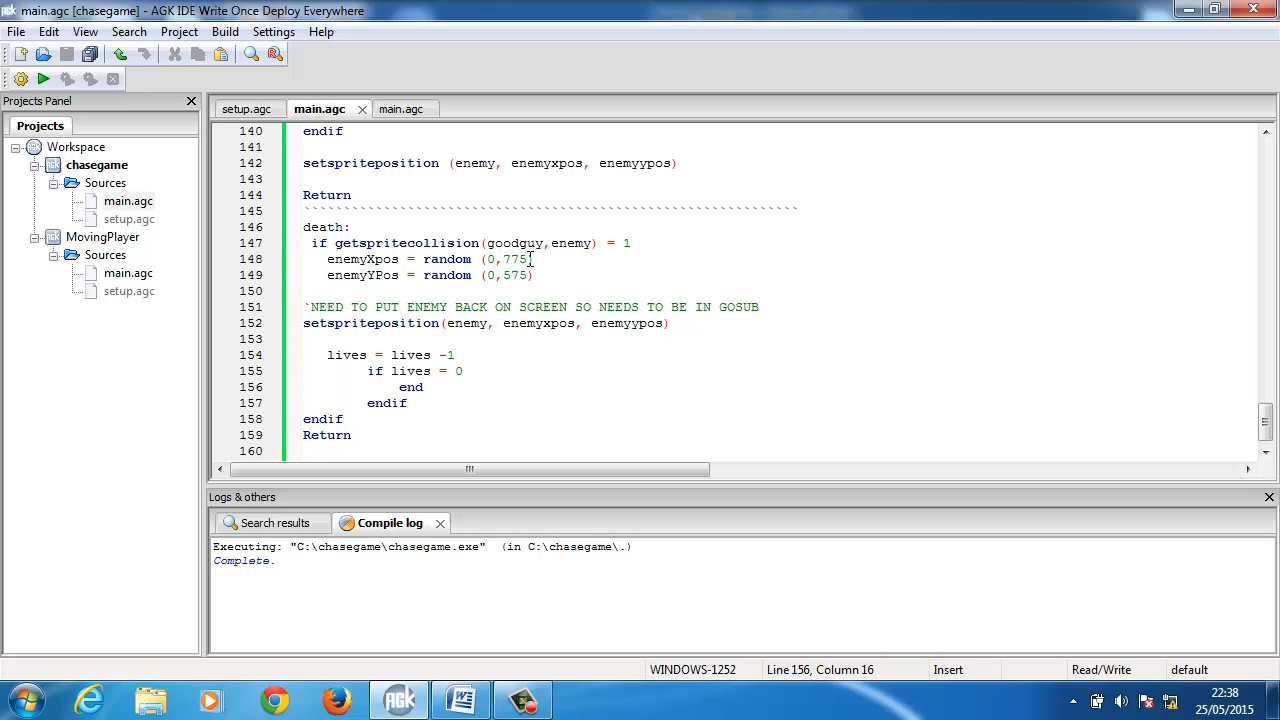 main.agc [chasegame] - AGK IDE Write Once Deploy Everywhere
File Edit View Search Project Build Settings Help
Projects Panel
setup.agc main.agc main.agc
Projects
Workspace
chasegame
Sources
main.agc
setup.agc
MovingPlayer
Sources
main.agc
setup.agc
140 endif
141
142 setspriteposition (enemy, enemyxpos, enemyypos)
143
144 Return
145 ``````````````````````````````````````````````````````````````
146 death:
147 if getspritecollision(goodguy,enemy) = 1
148 enemyXpos = random (0,775)
149 enemyYPos = random (0,575)
150
151 `NEED TO PUT ENEMY BACK ON SCREEN SO NEEDS TO BE IN GOSUB
152 setspriteposition(enemy, enemyxpos, enemyypos)
153
154 lives = lives -1
155 if lives = 0
156 end
157 endif
158 endif
159 Return
160
Logs & others
Search results Compile log
Executing: "C:\chasegame\chasegame.exe" (in C:\chasegame\.)
Complete.
WINDOWS-1252 Line 156, Column 16 Insert Read/Write default
AGK
22:38
25/05/2015